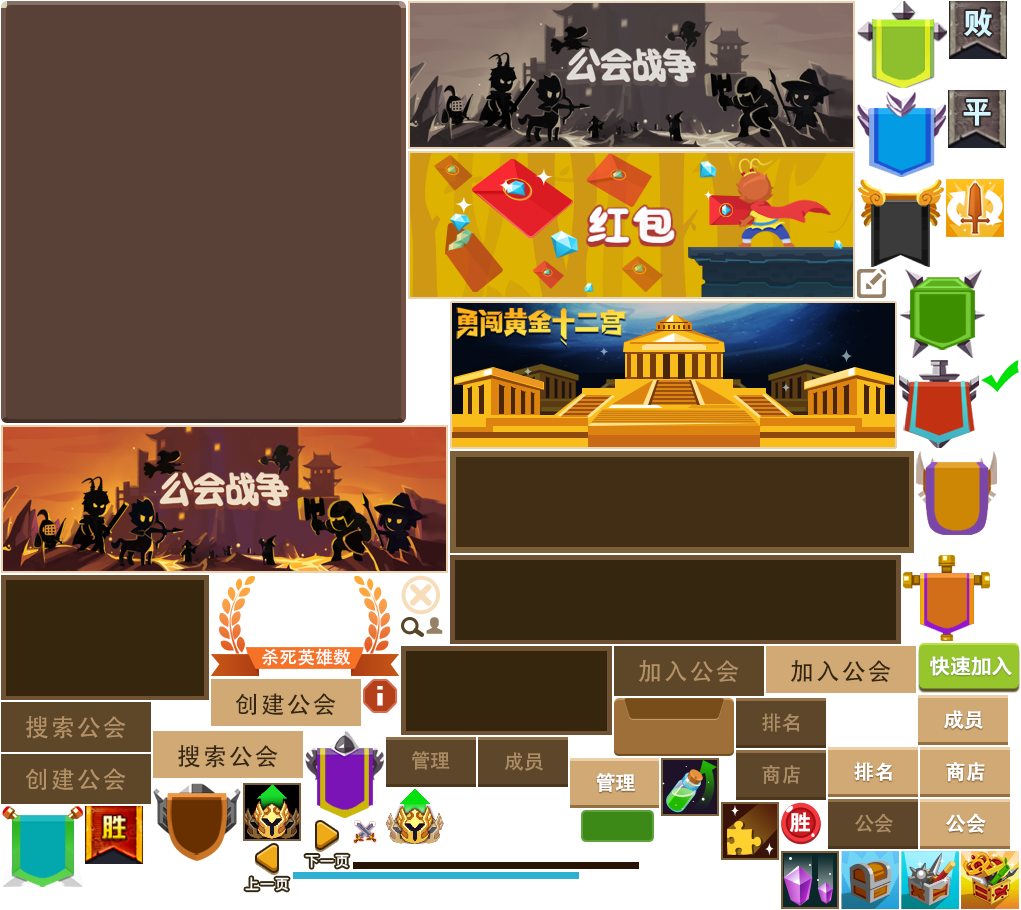 公会战争
败
平
红包
勇闯黄金十二宫
公会战争
杀死英雄数
加入公会
加入公会
快速加入
创建公会
搜索公会
搜索公会
创建公会
管理
成员
排名
成员
管理
商店
排名
商店
胜
胜
公会
公会
下一页
上一页